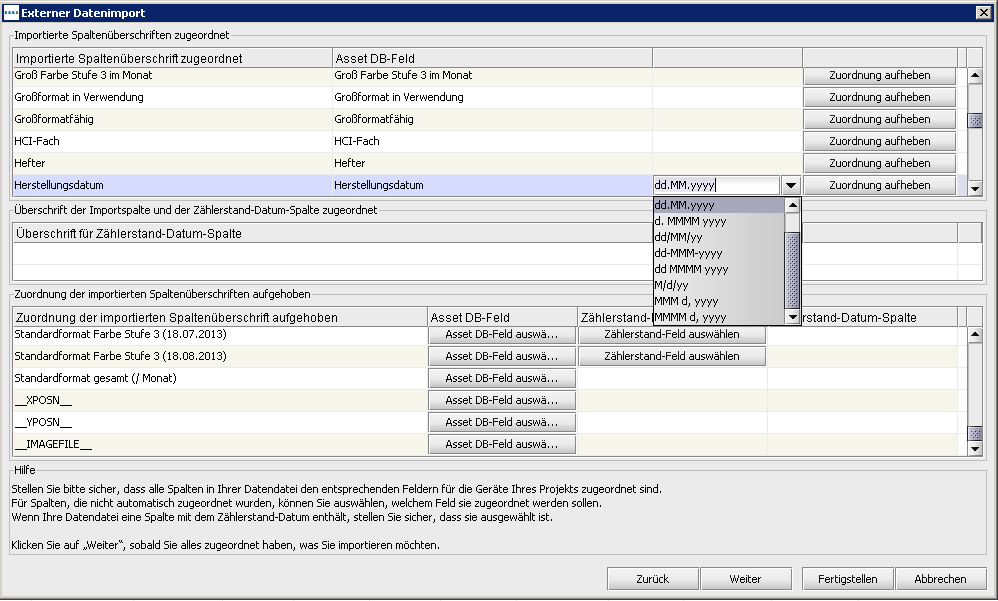 Externer Datenimport
Importierte Spaltenüberschriften zugeordnet
Importierte Spaltenüberschrift zugeordnet Asset DB-Feld
Groß Farbe Stufe 3 im Monat Groß Farbe Stufe 3 im Monat Zuordnung aufheben
Großformat in Verwendung Großformat in Verwendung Zuordnung aufheben
Großformatfähig Großformatfähig Zuordnung aufheben
HCI-Fach HCI-Fach Zuordnung aufheben
Hefter Hefter Zuordnung aufheben
Herstellungsdatum Herstellungsdatum dd.MM.yyyy Zuordnung aufheben
dd.MM.yyyy
d. MMMM yyyy
dd/MM/yy
dd-MMM-yyyy
dd MMMM yyyy
M/d/yy
MMM d, yyyy
MMMM d, yyyy
Überschrift der Importspalte und der Zählerstand-Datum-Spalte zugeordnet
Überschrift für Zählerstand-Datum-Spalte
Zuordnung der importierten Spaltenüberschriften aufgehoben
Zuordnung der importierten Spaltenüberschrift aufgehoben Asset DB-Feld Zählerstand- rstand-Datum-Spalte
Standardformat Farbe Stufe 3 (18.07.2013) Asset DB-Feld auswä... Zählerstand-Feld auswählen
Standardformat Farbe Stufe 3 (18.08.2013) Asset DB-Feld auswä... Zählerstand-Feld auswählen
Standardformat gesamt (/ Monat) Asset DB-Feld auswä...
__XPOSN__ Asset DB-Feld auswä...
__YPOSN__ Asset DB-Feld auswä...
__IMAGEFILE__ Asset DB-Feld auswä...
Hilfe
Stellen Sie bitte sicher, dass alle Spalten in Ihrer Datendatei den entsprechenden Feldern für die Geräte Ihres Projekts zugeordnet sind.
Für Spalten, die nicht automatisch zugeordnet wurden, können Sie auswählen, welchem Feld sie zugeordnet werden sollen.
Wenn Ihre Datendatei eine Spalte mit dem Zählerstand-Datum enthält, stellen Sie sicher, dass sie ausgewählt ist.
Klicken Sie auf „Weiter“, sobald Sie alles zugeordnet haben, was Sie importieren möchten.
Zurück Weiter Fertigstellen Abbrechen